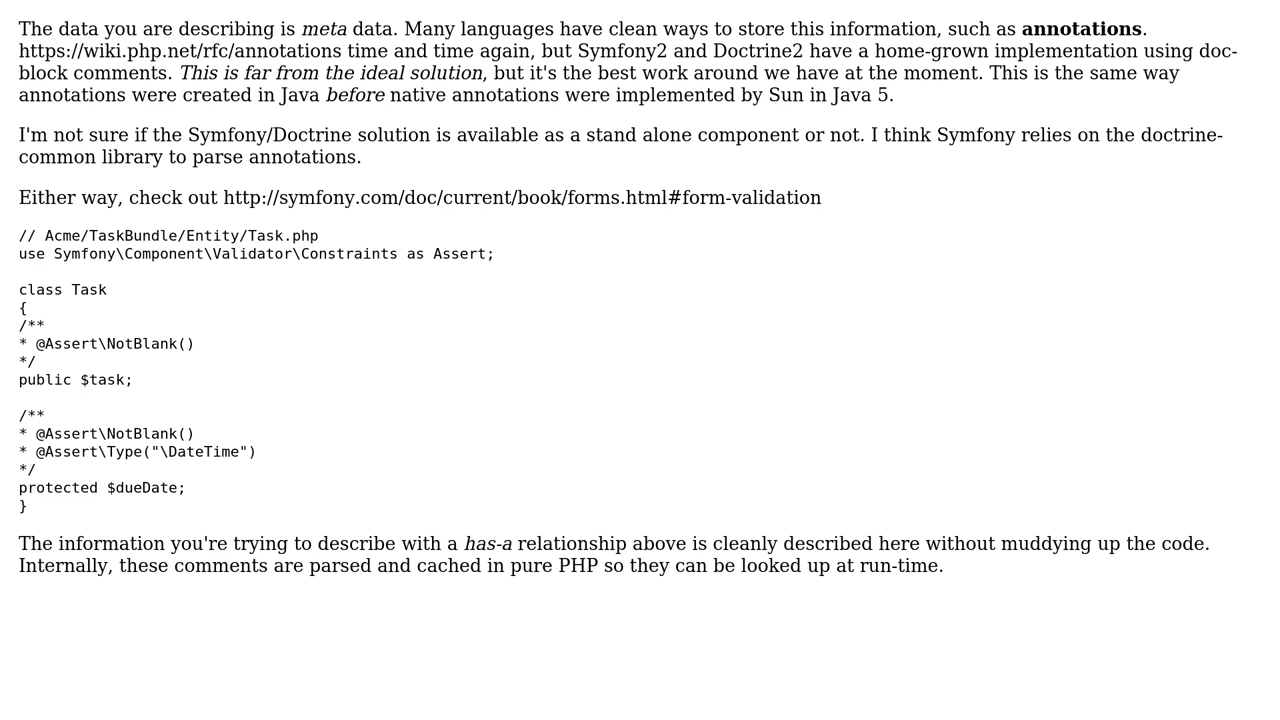 The data you are describing is meta data. Many languages have clean ways to store this information, such as annotations.
https://wiki.php.net/rfc/annotations time and time again, but Symfony2 and Doctrine2 have a home-grown implementation using doc-
block comments. This is far from the ideal solution, but it's the best work around we have at the moment. This is the same way
annotations were created in Java before native annotations were implemented by Sun in Java 5.
I'm not sure if the Symfony/Doctrine solution is available as a stand alone component or not. I think Symfony relies on the doctrine-
common library to parse annotations.
Either way, check out http://symfony.com/doc/current/book/forms.html#form-validation
// Acme/TaskBundle/Entity/Task.php
use Symfony\Component\Validator\Constraints as Assert;
class Task
{
/**
* @Assert\NotBlank()
*/
public $task;
/**
* @Assert\NotBlank()
* @Assert\Type("\DateTime")
*/
protected $dueDate;
}
The information you're trying to describe with a has-a relationship above is cleanly described here without muddying up the code.
Internally, these comments are parsed and cached in pure PHP so they can be looked up at run-time.